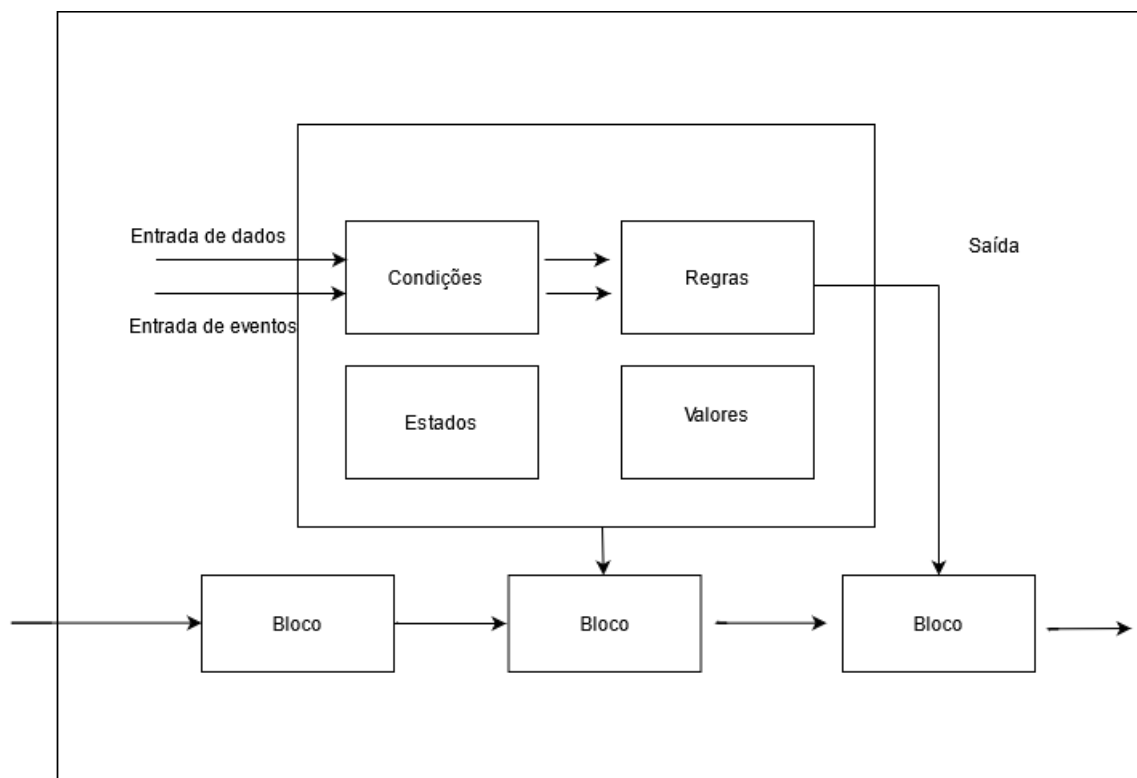 Entrada de dados
Saída
Condições
Regras
Entrada de eventos
Estados
Valores
Bloco
Bloco
Bloco